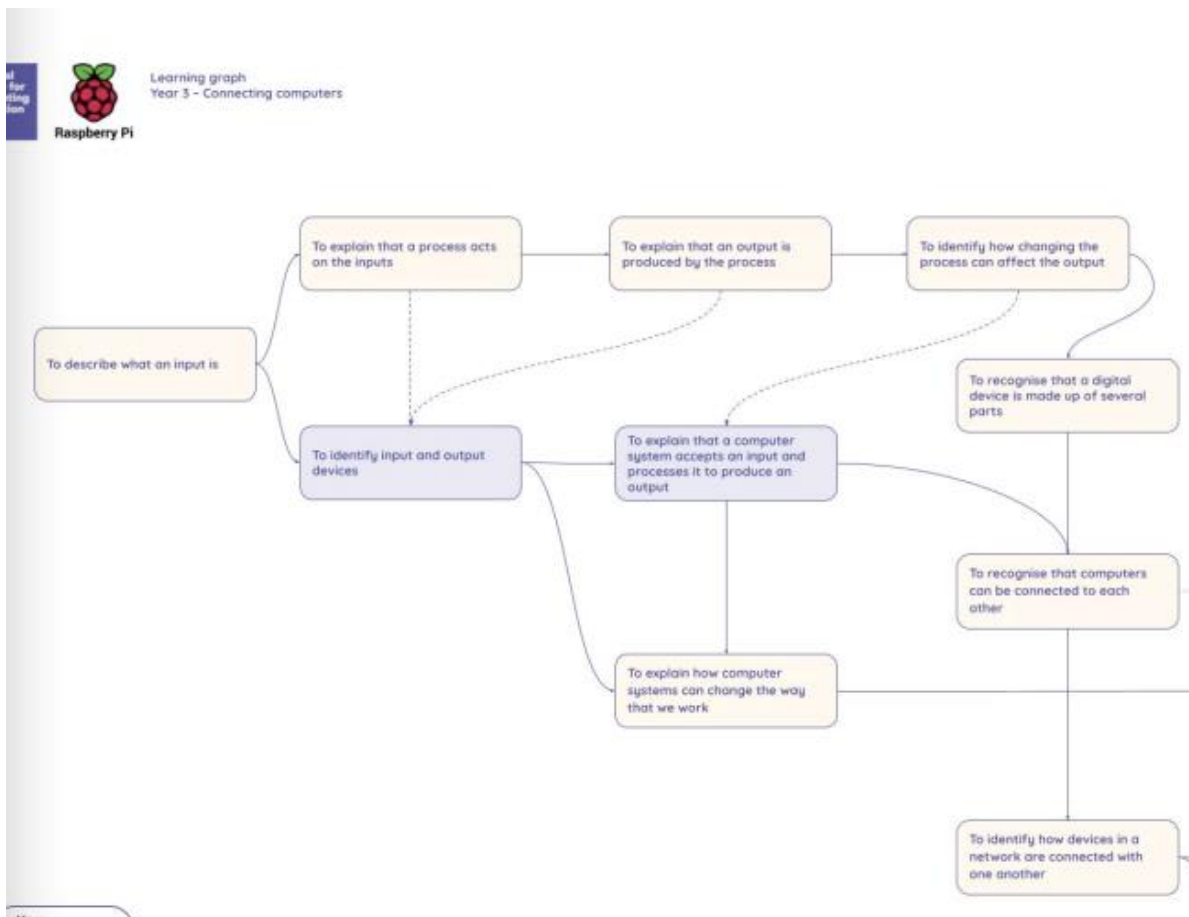 for
Learning graph
Year 3 - Connecting computers
Raspberry Pi
To explain that a process acts
on the inputs
To explain that an output is
produced by the process
To identify how changing the
process can affect the output
To describe what an input is
To recognise that a digital
device is made up of several
parts
To identify input and output
devices
To explain that a computer
system accepts an input and
processes it to produce an
output
To recognise that computers
can be connected to each
other
To explain how computer
systems can change the way
that we work
To identify how devices in a
network are connected with
one another